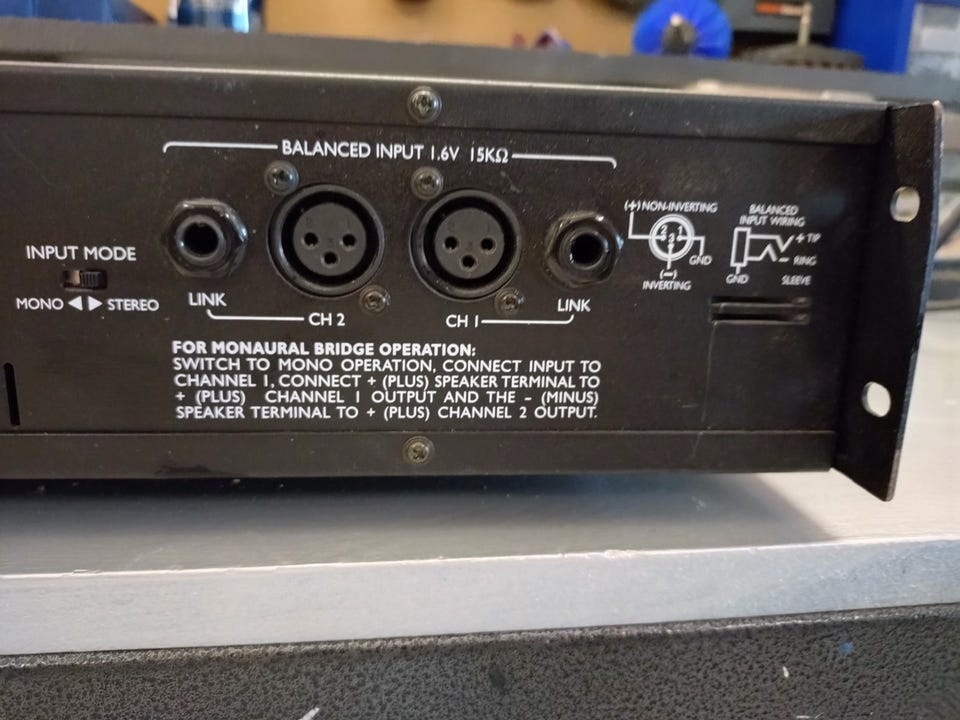 BALANCED INPUT 1.6V 15KΩ
INPUT MODE
MONO ◀ ▶ STEREO
LINK
CH 2
CH 1
LINK
(+) NON-INVERTING
2 1
3
GND
(−)
INVERTING
BALANCED
INPUT WIRING
+ TIP
− RING
GND
SLEEVE
FOR MONAURAL BRIDGE OPERATION:
SWITCH TO MONO OPERATION, CONNECT INPUT TO
CHANNEL 1, CONNECT + (PLUS) SPEAKER TERMINAL TO
+ (PLUS) CHANNEL 1 OUTPUT AND THE − (MINUS)
SPEAKER TERMINAL TO + (PLUS) CHANNEL 2 OUTPUT.